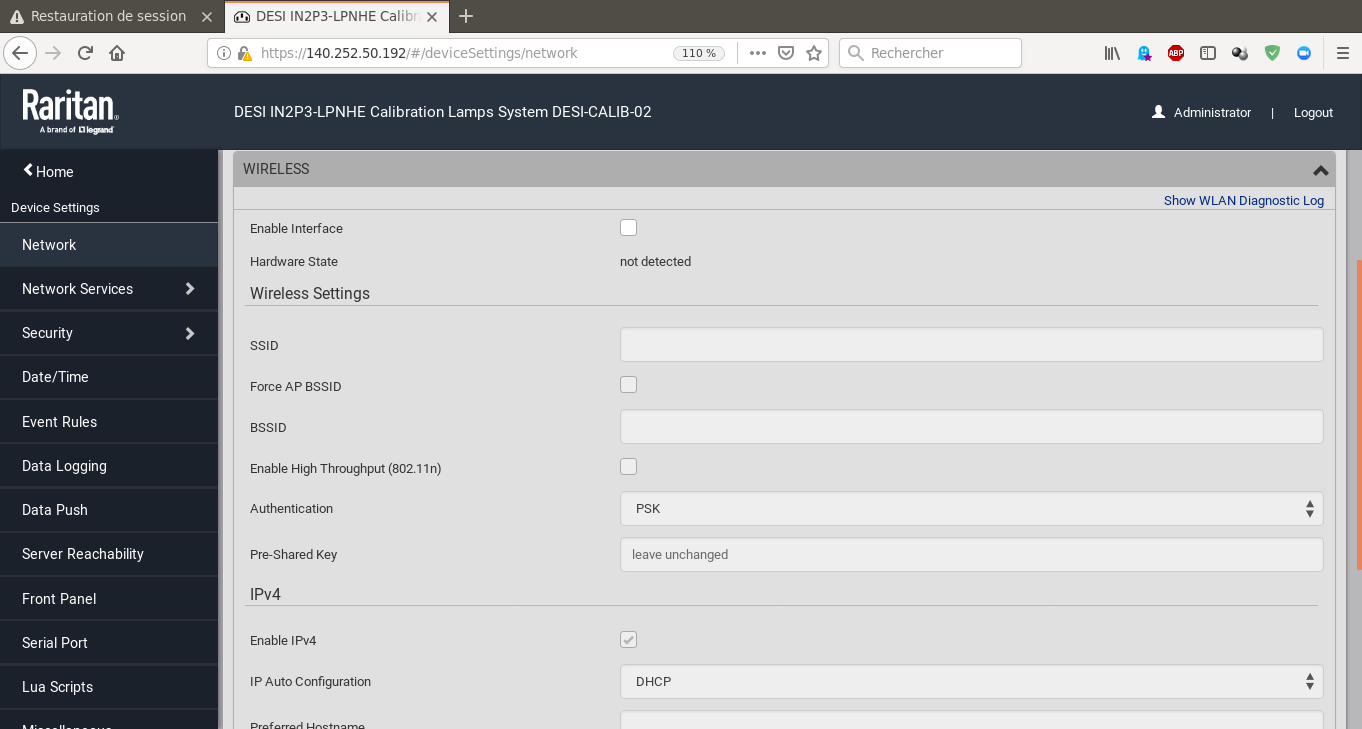 Restauration de session
DESI IN2P3-LPNHE Calibr
https://140.252.50.192/#/deviceSettings/network
110 %
Rechercher
ABP
Raritan
A brand of legrand
DESI IN2P3-LPNHE Calibration Lamps System DESI-CALIB-02
Administrator | Logout
Home
Device Settings
Network
Network Services
Security
Date/Time
Event Rules
Data Logging
Data Push
Server Reachability
Front Panel
Serial Port
Lua Scripts
Miscellaneous
WIRELESS
Show WLAN Diagnostic Log
Enable Interface
Hardware State not detected
Wireless Settings
SSID
Force AP BSSID
BSSID
Enable High Throughput (802.11n)
Authentication PSK
Pre-Shared Key leave unchanged
IPv4
Enable IPv4
IP Auto Configuration DHCP
Preferred Hostname